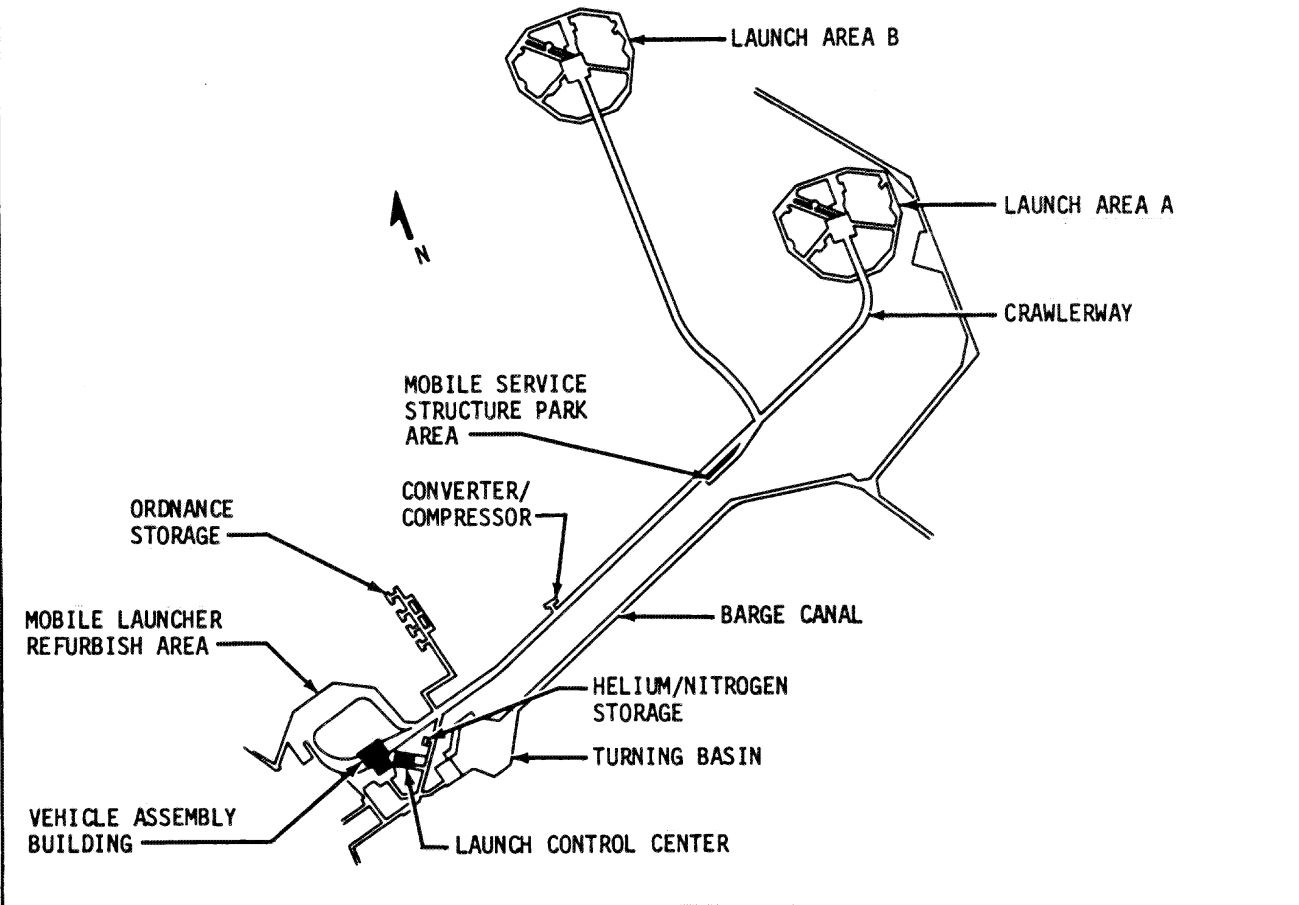 LAUNCH AREA B
LAUNCH AREA A
N
CRAWLERWAY
MOBILE SERVICE
STRUCTURE PARK
AREA
CONVERTER/
COMPRESSOR
ORDNANCE
STORAGE
MOBILE LAUNCHER
REFURBISH AREA
BARGE CANAL
HELIUM/NITROGEN
STORAGE
TURNING BASIN
VEHICLE ASSEMBLY
BUILDING
LAUNCH CONTROL CENTER